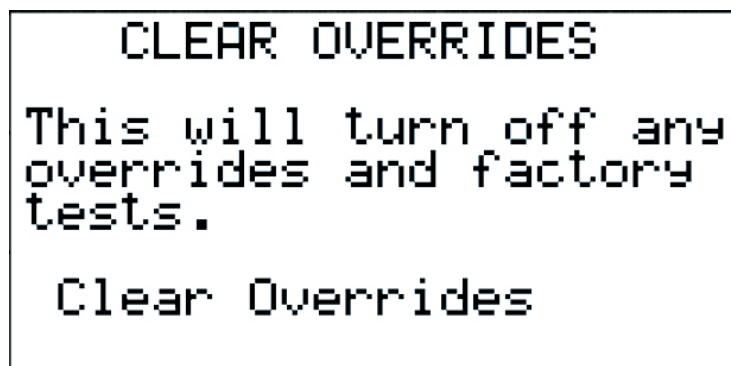 CLEAR OVERRIDES
This will turn off any
overrides and factory
tests.
Clear Overrides